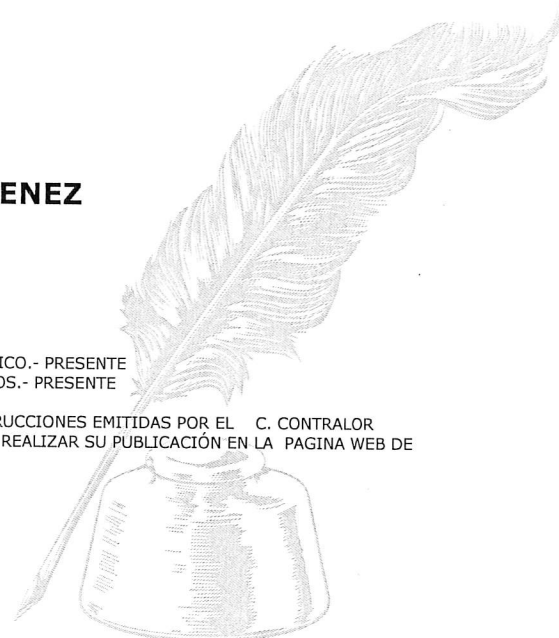 ENEZ
ICO.- PRESENTE
OS.- PRESENTE
RUCCIONES EMITIDAS POR EL C. CONTRALOR
REALIZAR SU PUBLICACIÓN EN LA PAGINA WEB DE